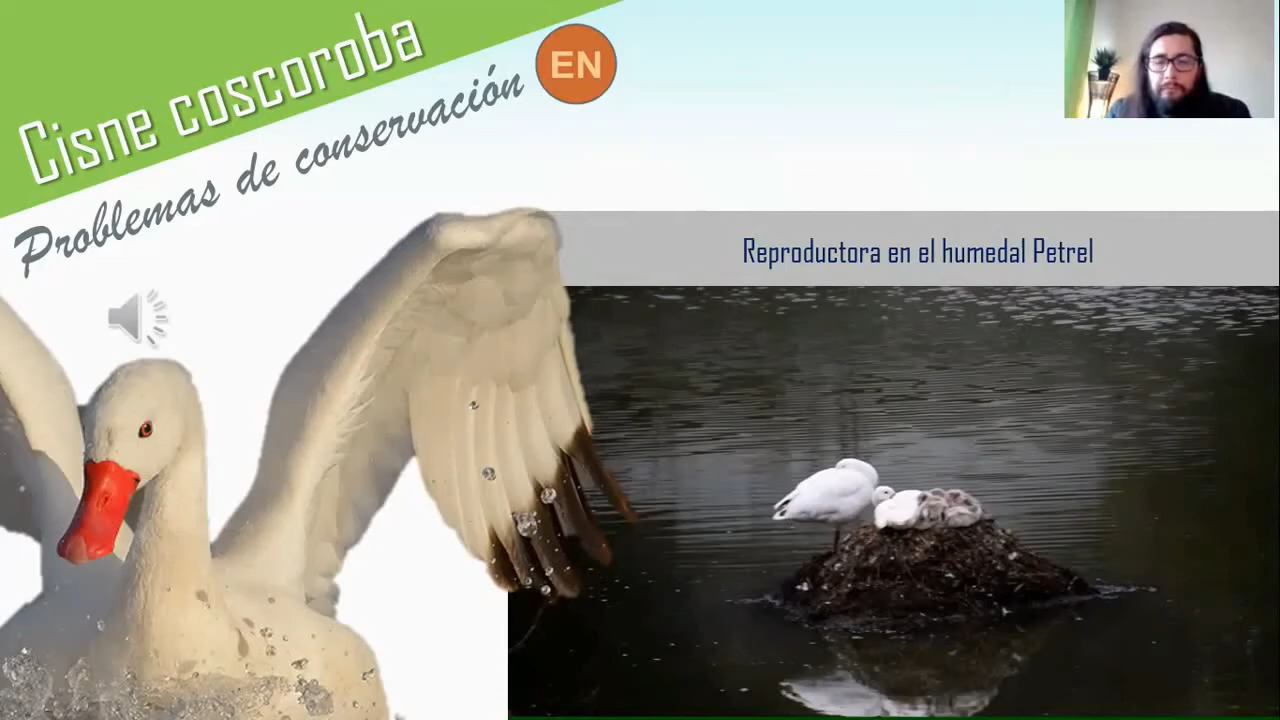 Cisne coscoroba
Problemas de conservación
EN
Reproductora en el humedal Petrel